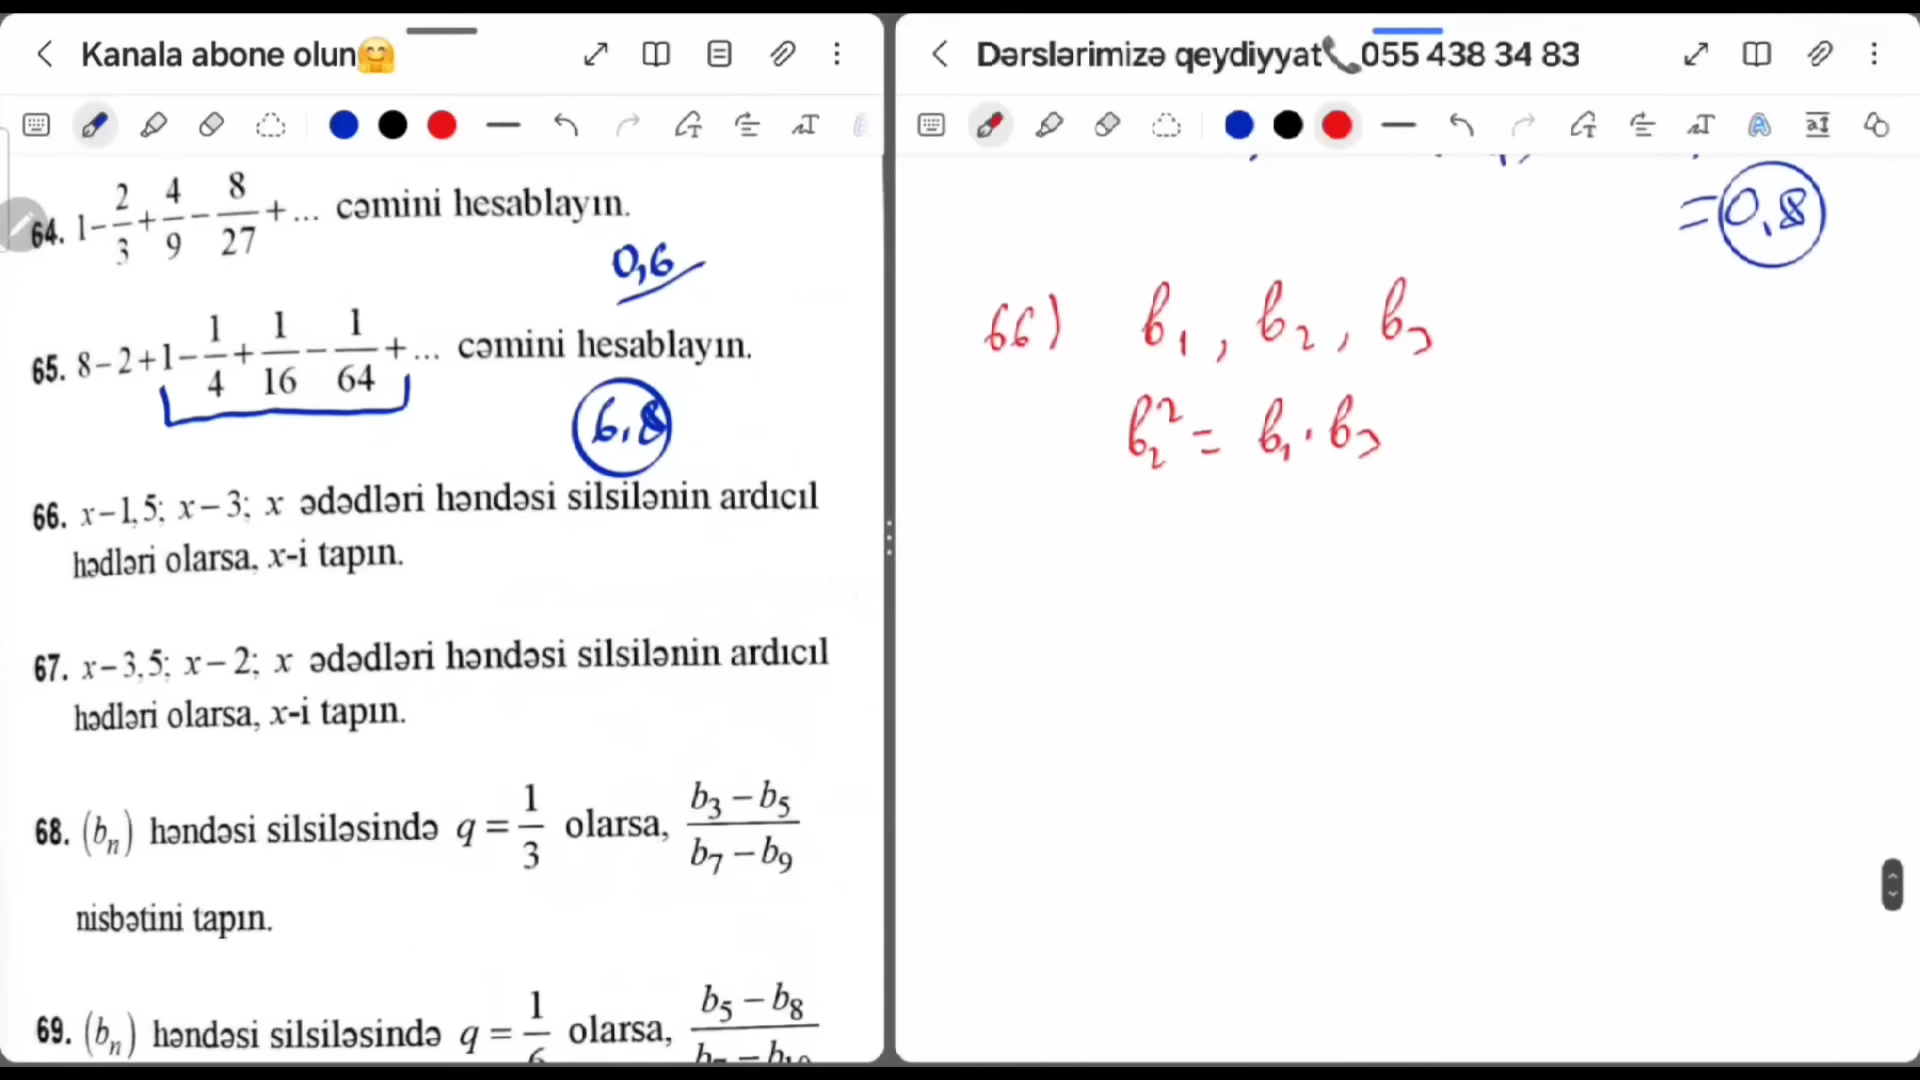 Kanala abone olun🤗
64. 1 − 2/3 + 4/9 − 8/27 + ... cəmini hesablayın.
0,6
65. 8 − 2 + 1 − 1/4 + 1/16 − 1/64 + ... cəmini hesablayın.
6.8
66. x − 1,5; x − 3; x ədədləri həndəsi silsilənin ardıcıl
hədləri olarsa, x-i tapın.
67. x − 3,5; x − 2; x ədədləri həndəsi silsilənin ardıcıl
hədləri olarsa, x-i tapın.
68. (bₙ) həndəsi silsiləsində q = 1/3 olarsa, (b₃ − b₅)/(b₇ − b₉)
nisbətini tapın.
69. (bₙ) həndəsi silsiləsində q = 1/6 olarsa, b₅ − b₈
Dərslərimizə qeydiyyat📞055 438 34 83
= 0,8
66) b₁, b₂, b₃
b₂² = b₁ · b₃